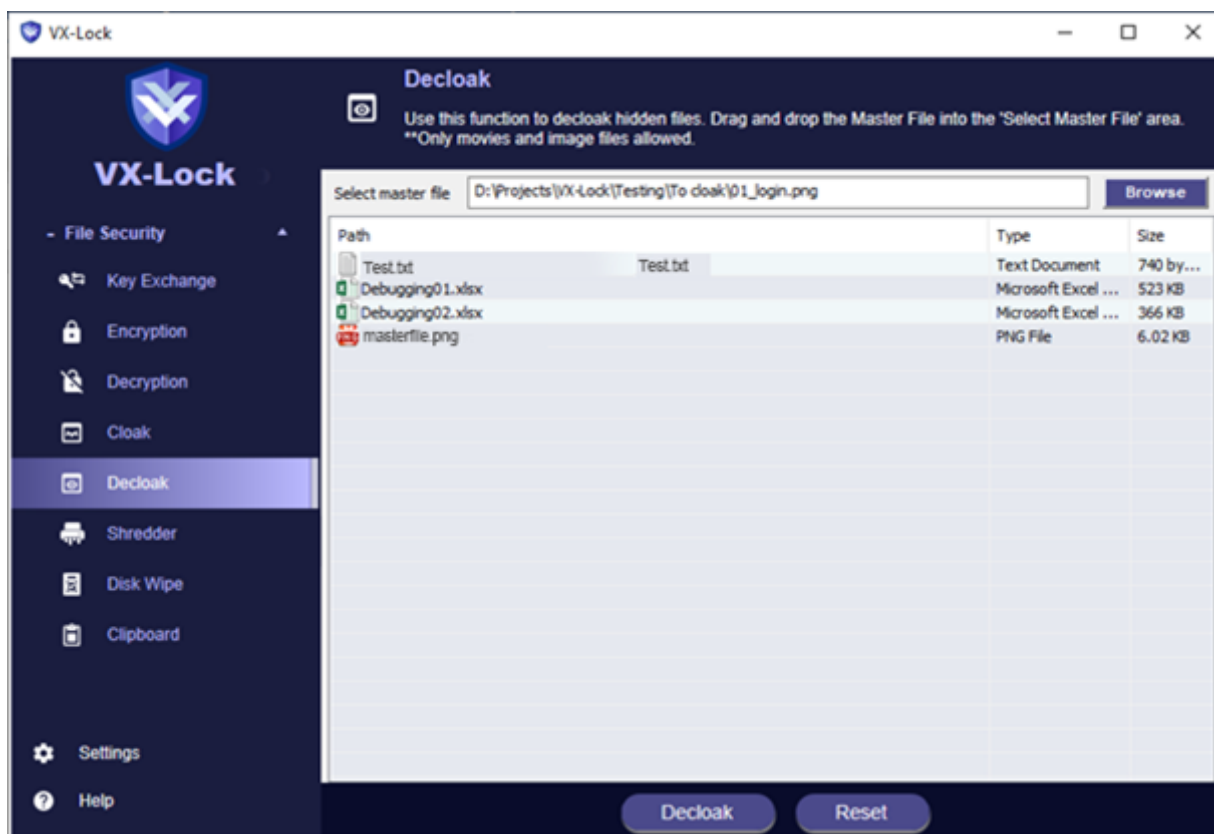 VX-Lock
VX-Lock
- File Security
Key Exchange
Encryption
Decryption
Cloak
Decloak
Shredder
Disk Wipe
Clipboard
Settings
Help
Decloak
Use this function to decloak hidden files. Drag and drop the Master File into the 'Select Master File' area.
**Only movies and image files allowed.
Select master file D:\Projects\VX-Lock\Testing\To cloak\01_login.png Browse
Path Type Size
Test.txt Test.txt Text Document 740 by...
Debugging01.xlsx Microsoft Excel ... 523 KB
Debugging02.xlsx Microsoft Excel ... 366 KB
masterfile.png PNG File 6.02 KB
Decloak Reset